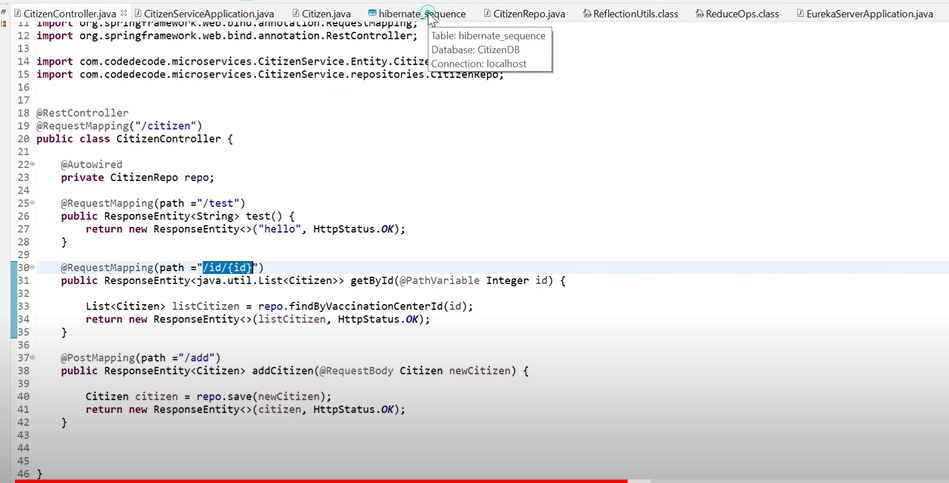 CitizenController.java CitizenServiceApplication.java Citizen.java hibernate_sequence CitizenRepo.java ReflectionUtils.class ReduceOps.class EurekaServerApplication.java
11 import org.springframework.web.bind.annotation.RequestMapping;
12 import org.springframework.web.bind.annotation.RestController;
Table: hibernate_sequence
Database: CitizenDB
Connection: localhost
13
14 import com.codedecode.microservices.CitizenService.Entity.Citize
15 import com.codedecode.microservices.CitizenService.repositories.CitizenRepo;
16
17
18 @RestController
19 @RequestMapping("/citizen")
20 public class CitizenController {
21
22 @Autowired
23 private CitizenRepo repo;
24
25 @RequestMapping(path ="/test")
26 public ResponseEntity<String> test() {
27 return new ResponseEntity<>("hello", HttpStatus.OK);
28 }
29
30 @RequestMapping(path ="/id/{id}")
31 public ResponseEntity<java.util.List<Citizen>> getById(@PathVariable Integer id) {
32
33 List<Citizen> listCitizen = repo.findByVaccinationCenterId(id);
34 return new ResponseEntity<>(listCitizen, HttpStatus.OK);
35 }
36
37 @PostMapping(path ="/add")
38 public ResponseEntity<Citizen> addCitizen(@RequestBody Citizen newCitizen) {
39
40 Citizen citizen = repo.save(newCitizen);
41 return new ResponseEntity<>(citizen, HttpStatus.OK);
42 }
43
44
45
46 }